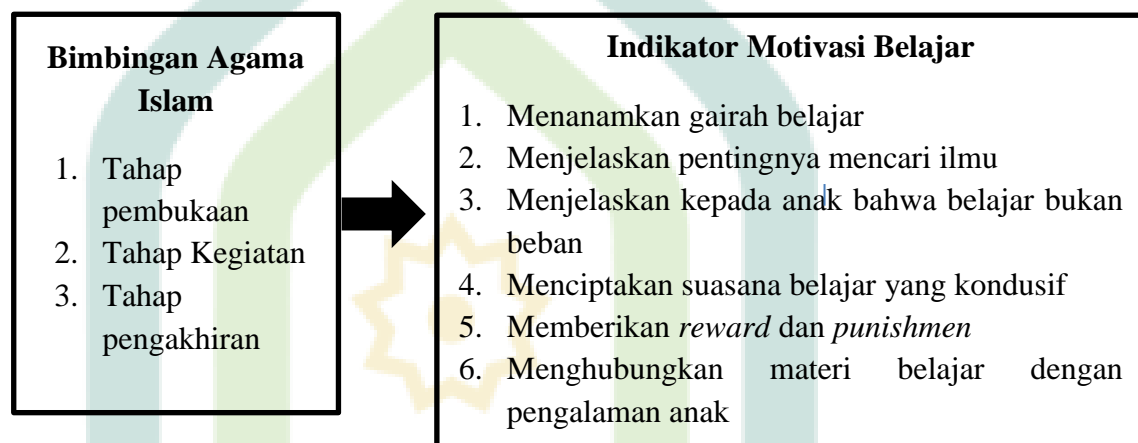 Bimbingan Agama
Islam
1. Tahap
pembukaan
2. Tahap Kegiatan
3. Tahap
pengakhiran
Indikator Motivasi Belajar
1. Menanamkan gairah belajar
2. Menjelaskan pentingnya mencari ilmu
3. Menjelaskan kepada anak bahwa belajar bukan
beban
4. Menciptakan suasana belajar yang kondusif
5. Memberikan reward dan punishmen
6. Menghubungkan materi belajar dengan
pengalaman anak